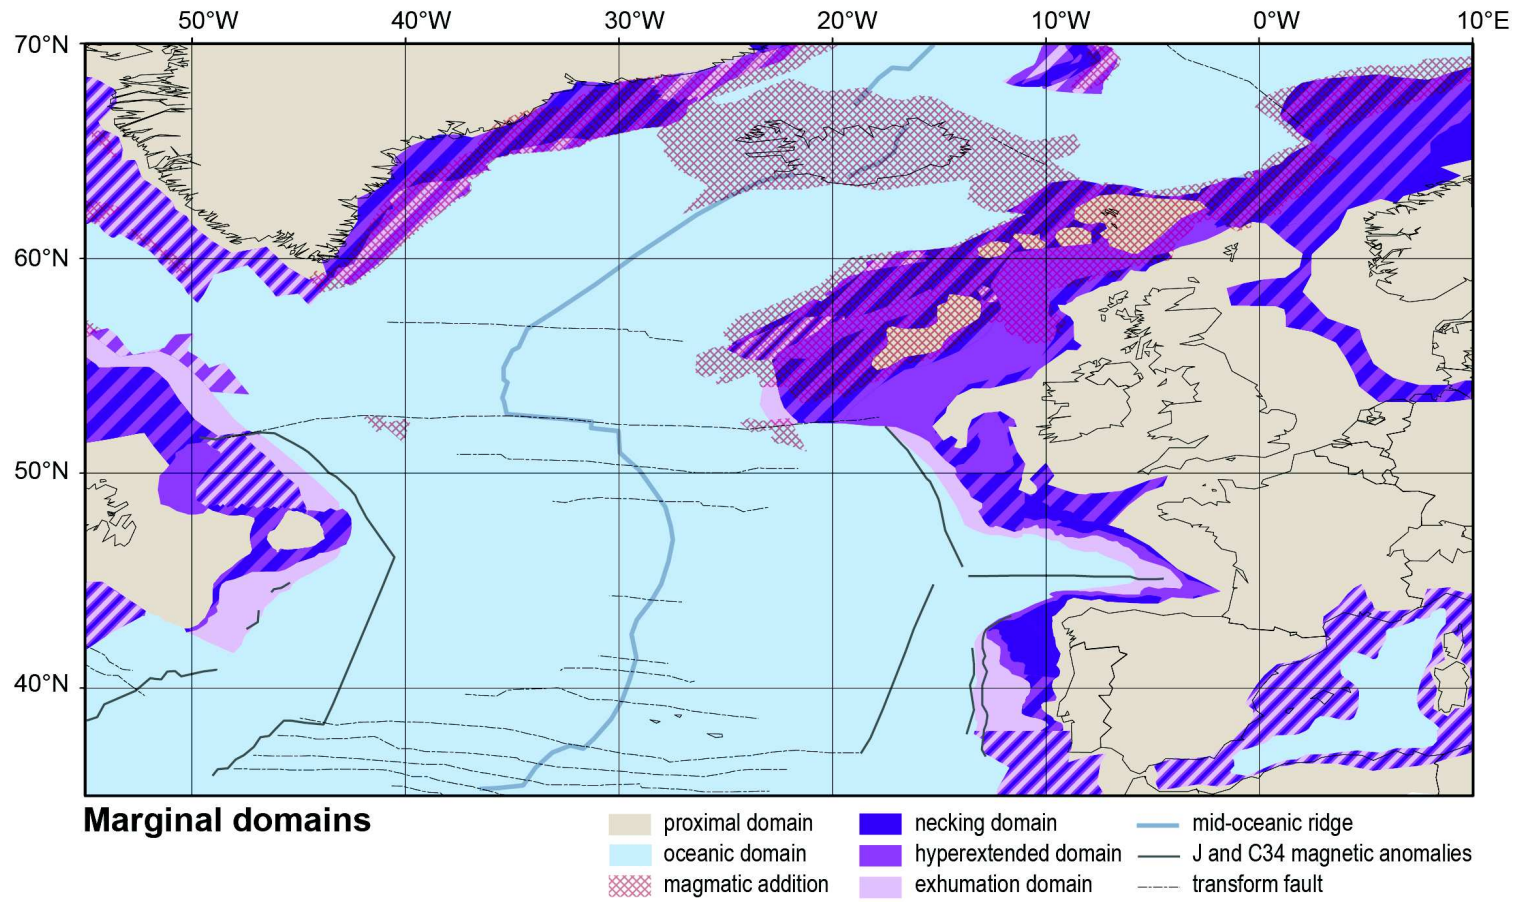 50°W 40°W 30°W 20°W 10°W 0°W 10°E
70°N
60°N
50°N
40°N
Marginal domains
proximal domain
oceanic domain
magmatic addition
necking domain
hyperextended domain
exhumation domain
mid-oceanic ridge
J and C34 magnetic anomalies
transform fault